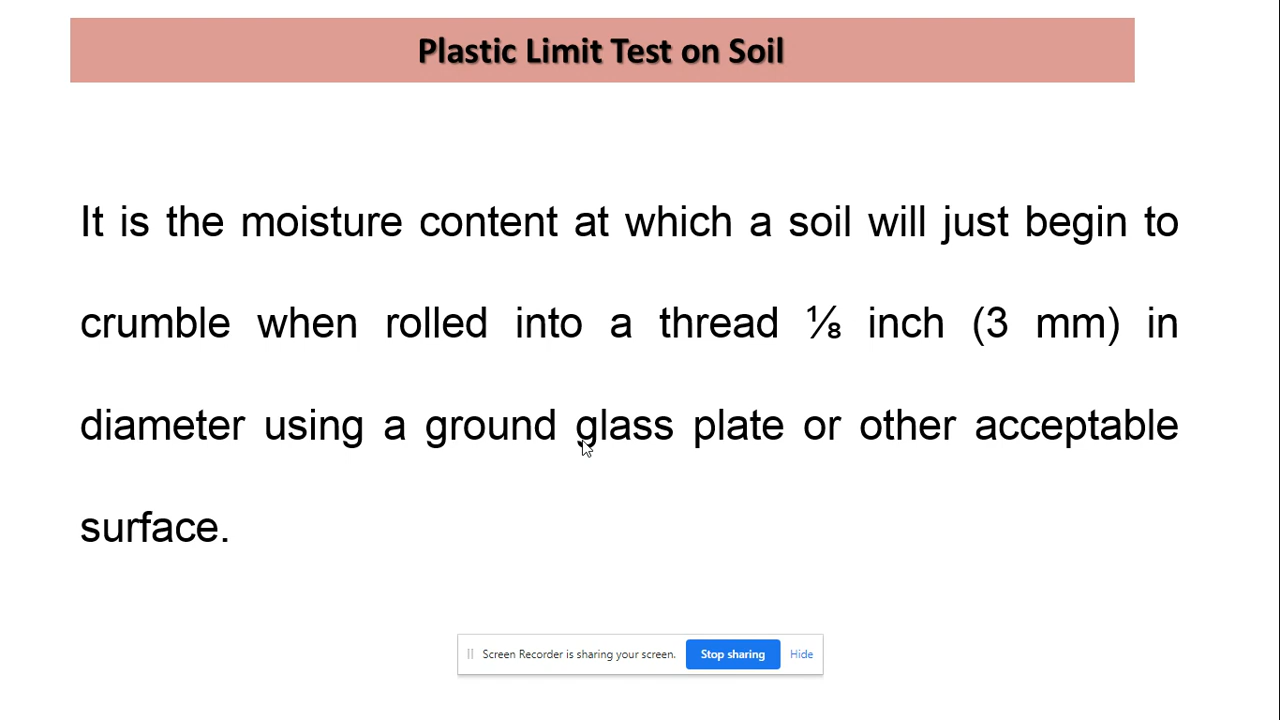 Plastic Limit Test on Soil
It is the moisture content at which a soil will just begin to
crumble when rolled into a thread ⅛ inch (3 mm) in
diameter using a ground glass plate or other acceptable
surface.
Screen Recorder is sharing your screen. Stop sharing Hide